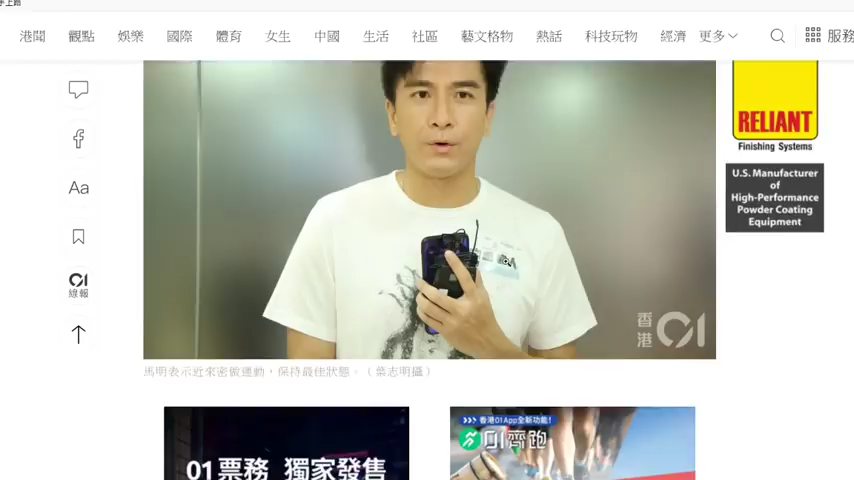 港聞 觀點 娛樂 國際 體育 女生 中國 生活 社區 藝文格物 熱話 科技玩物 經濟 更多 服務
RELIANT
Finishing Systems
U.S. Manufacturer
of
High-Performance
Powder Coating
Equipment
Aa
01
線報
香港 01
馬明表示近來密做運動，保持最佳狀態。（葉志明攝）
01票務 獨家發售
香港01App全新功能！
01齊跑